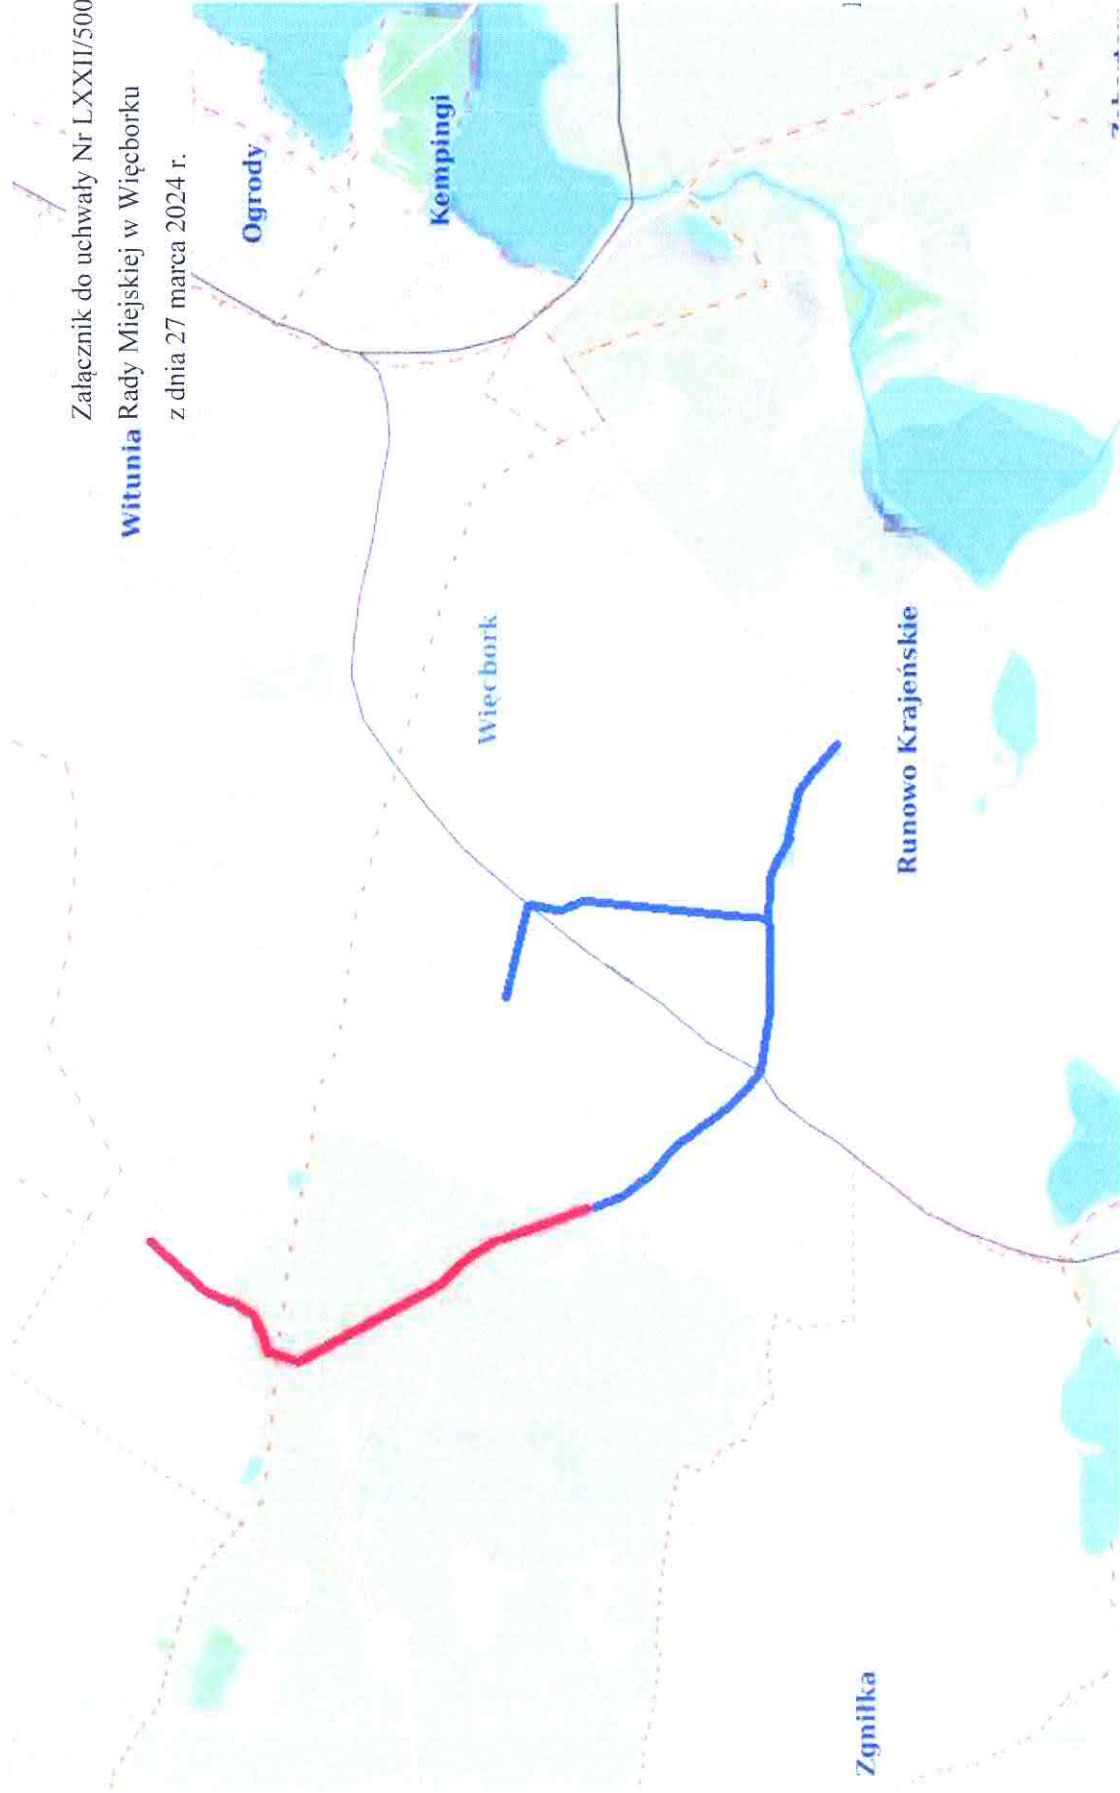 Załącznik do uchwały Nr LXXII/500
Rady Miejskiej w Więcborku
z dnia 27 marca 2024 r.
Witunia
Ogrody
Kempingi
Więcbork
Runowo Krajeńskie
Zgniłka